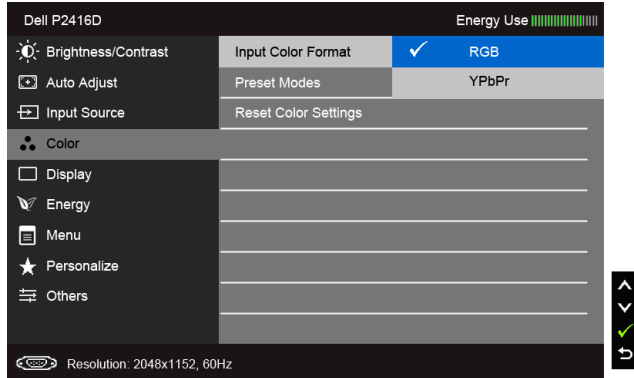 Dell P2416D Energy Use
Brightness/Contrast Input Color Format RGB
Auto Adjust Preset Modes YPbPr
Input Source Reset Color Settings
Color
Display
Energy
Menu
Personalize
Others
Resolution: 2048x1152, 60Hz